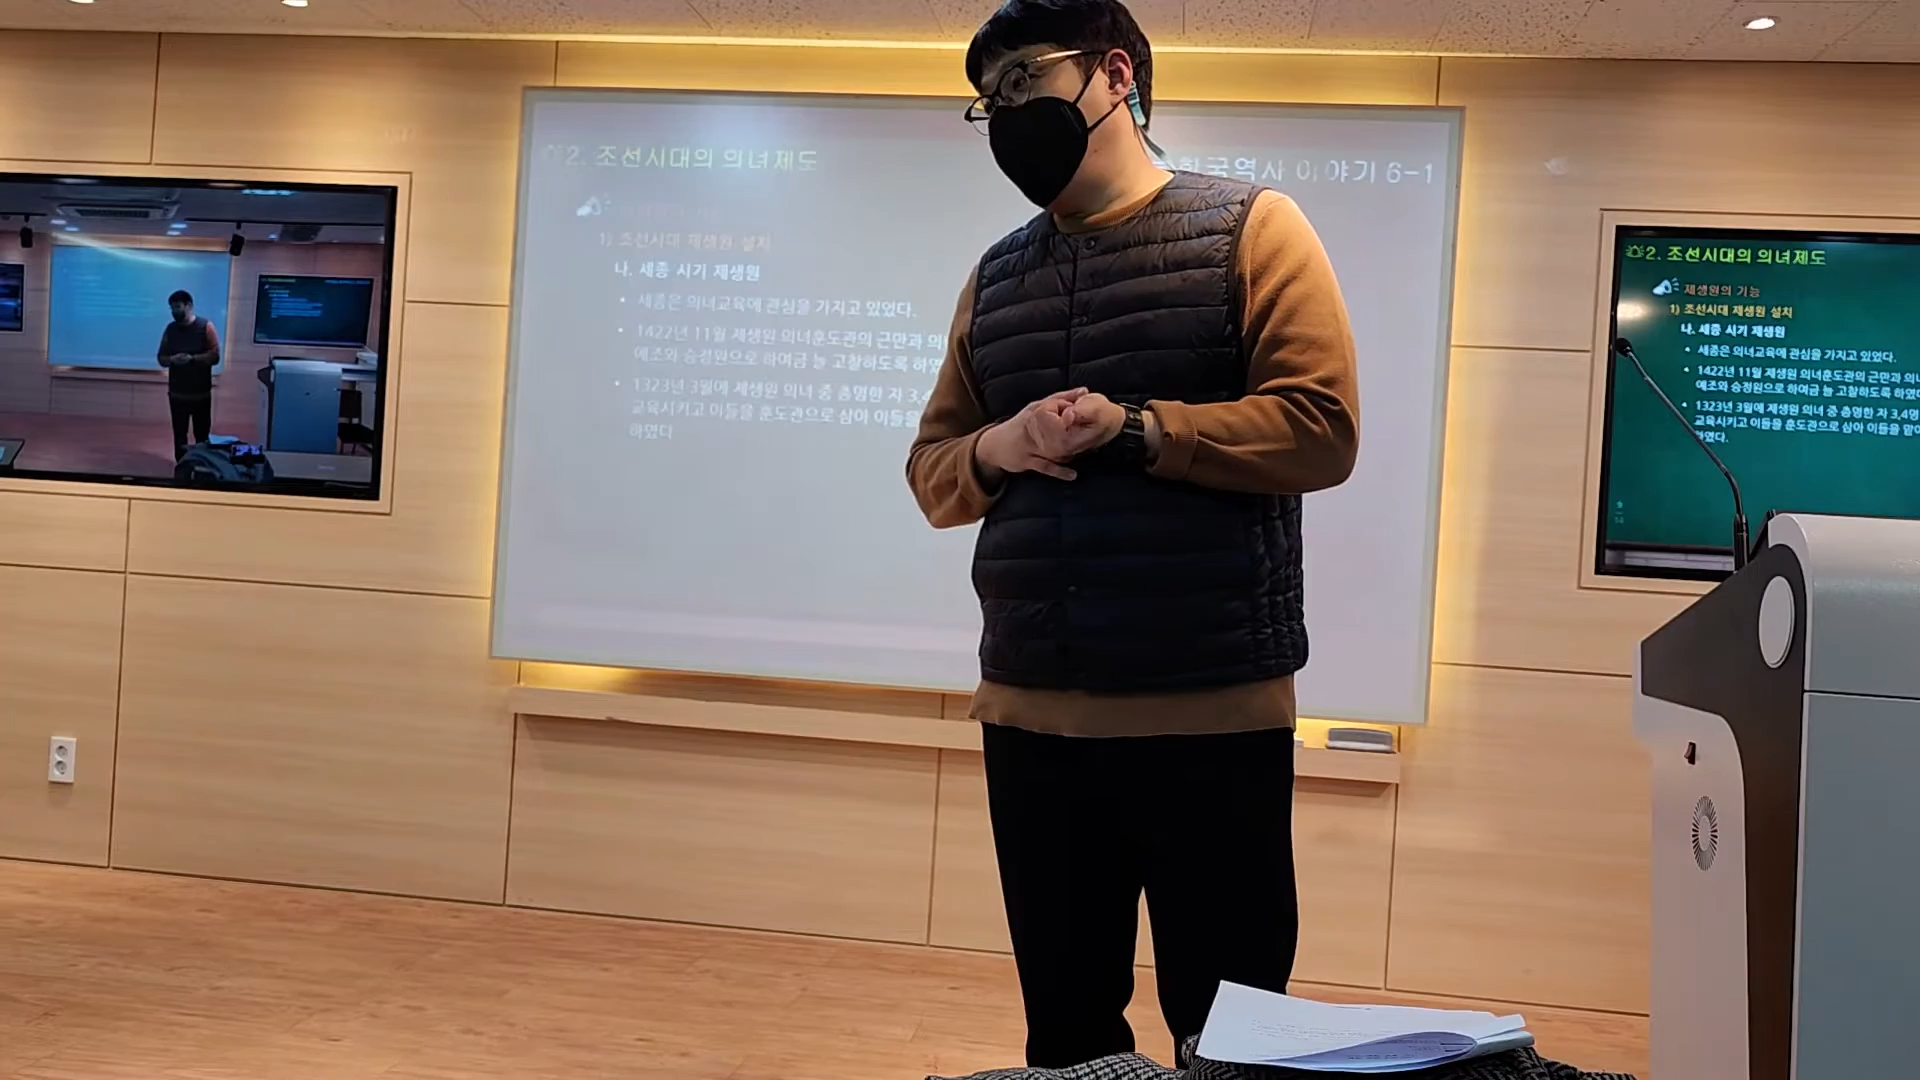 2. 조선시대의 의녀제도
한국역사 이야기 6-1
1) 조선시대 제생원 설치
나. 세종 시기 제생원
• 세종은 의녀교육에 관심을 가지고 있었다.
• 1422년 11월 제생원 의녀훈도관의 근만과 의
예조와 승정원으로 하여금 늘 고찰하도록 하였
• 1323년 3월에 제생원 의녀 중 총명한 자 3,4
교육시키고 이들을 훈도관으로 삼아 이들을
하였다
2. 조선시대의 의녀제도
제생원의 기능
1) 조선시대 제생원 설치
나. 세종 시기 제생원
• 세종은 의녀교육에 관심을 가지고 있었다.
• 1422년 11월 제생원 의녀훈도관의 근만과 의
예조와 승정원으로 하여금 늘 고찰하도록 하였
• 1323년 3월에 제생원 의녀 중 총명한 자 3,4명
교육시키고 이들을 훈도관으로 삼아 이들을 맡
하였다.